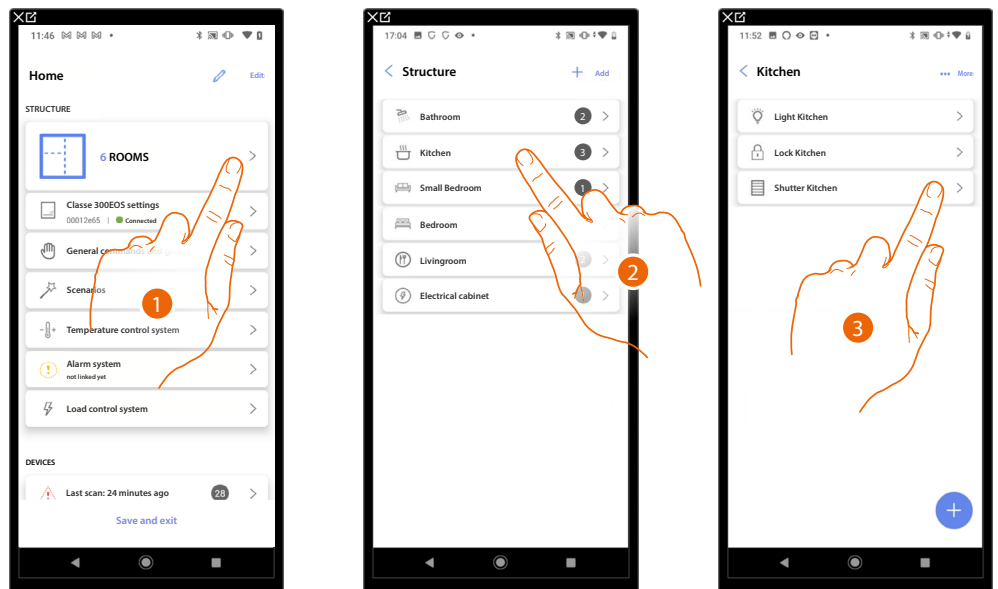 11:46
Home
Edit
STRUCTURE
6 ROOMS
Classe 300EOS settings
00012e65 | Connected
General commands
Scenarios
Temperature control system
Alarm system
not linked yet
Load control system
DEVICES
Last scan: 24 minutes ago 28
Save and exit
1
17:04
Structure
+ Add
Bathroom 2
Kitchen 3
Small Bedroom 1
Bedroom
Livingroom
Electrical cabinet
2
11:52
Kitchen
••• More
Light Kitchen
Lock Kitchen
Shutter Kitchen
3
+